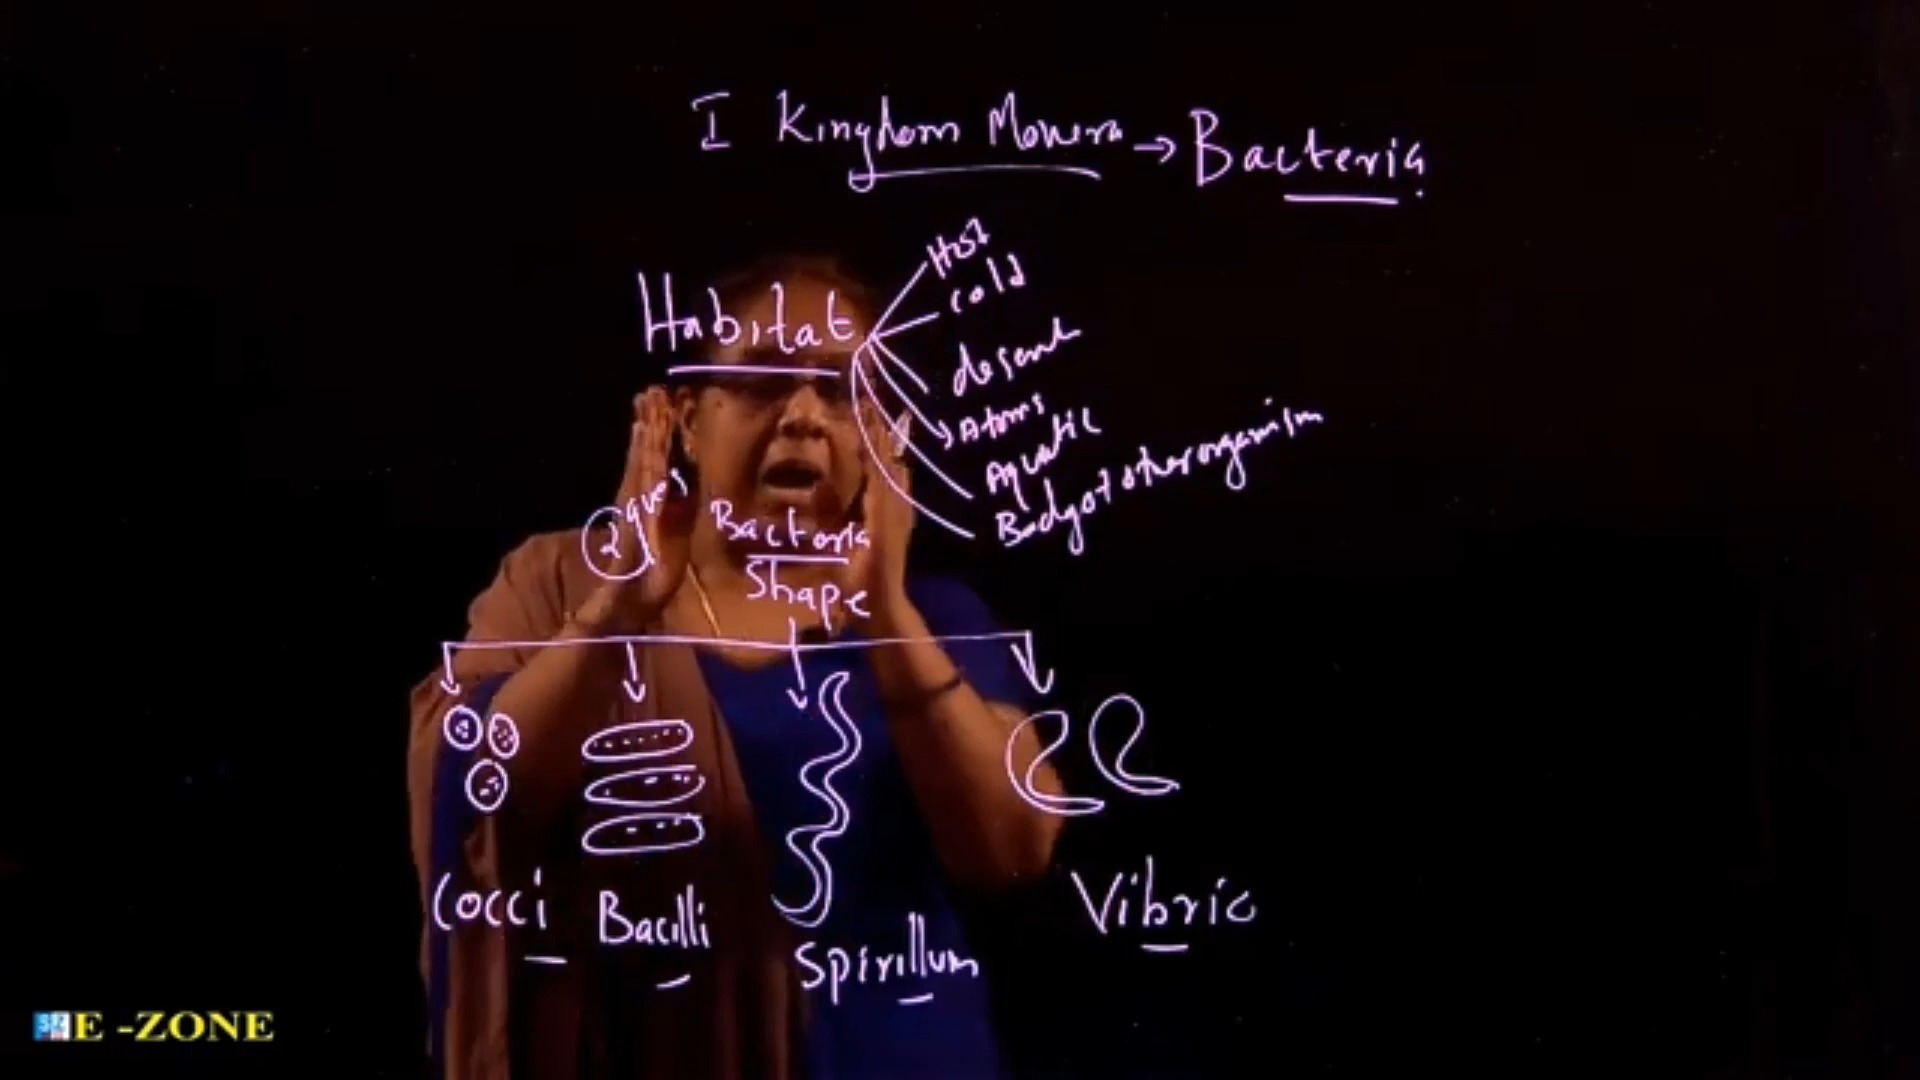 I Kingdom Monera → Bacteria
Habitat
Hot
cold
desert
Atoms
Aquatic
Body of other organism
2 ques
Bacteria
Shape
Cocci
Bacilli
Spirillum
Vibrio
E -ZONE